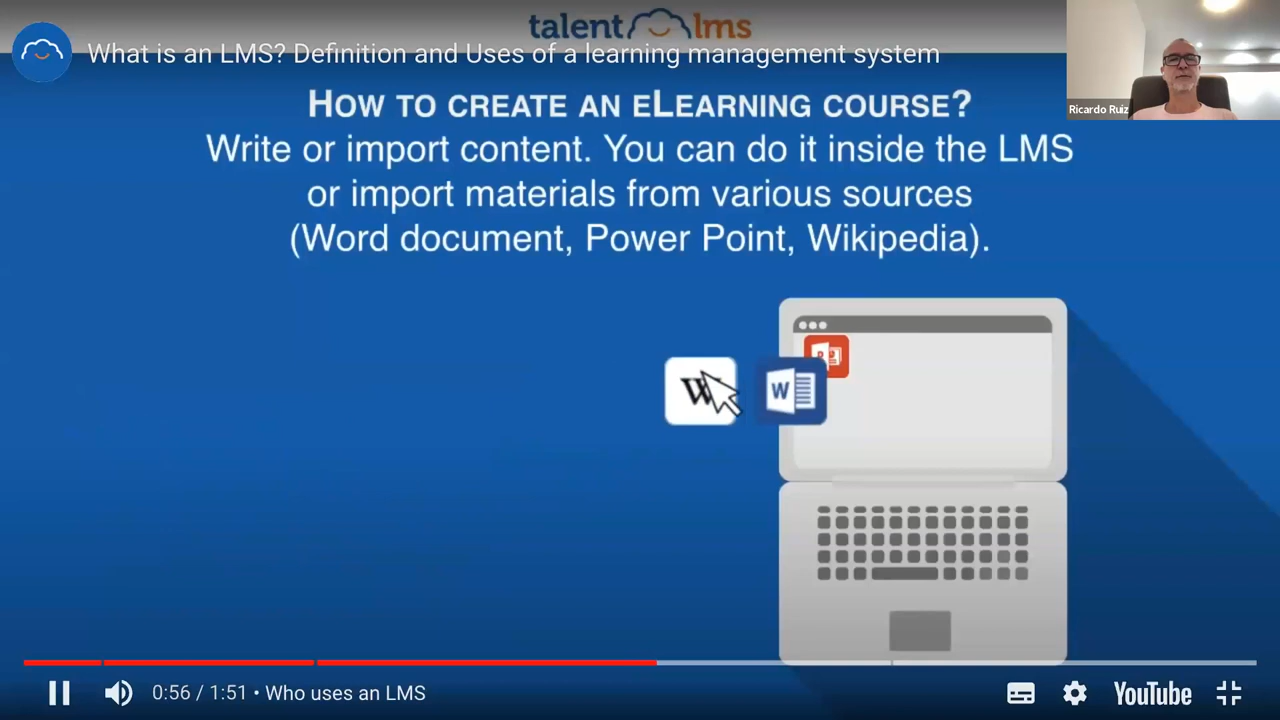 talent lms
What is an LMS? Definition and Uses of a learning management system
Ricardo Ruiz
HOW TO CREATE AN ELEARNING COURSE?
Write or import content. You can do it inside the LMS
or import materials from various sources
(Word document, Power Point, Wikipedia).
W
W
0:56 / 1:51 • Who uses an LMS
YouTube